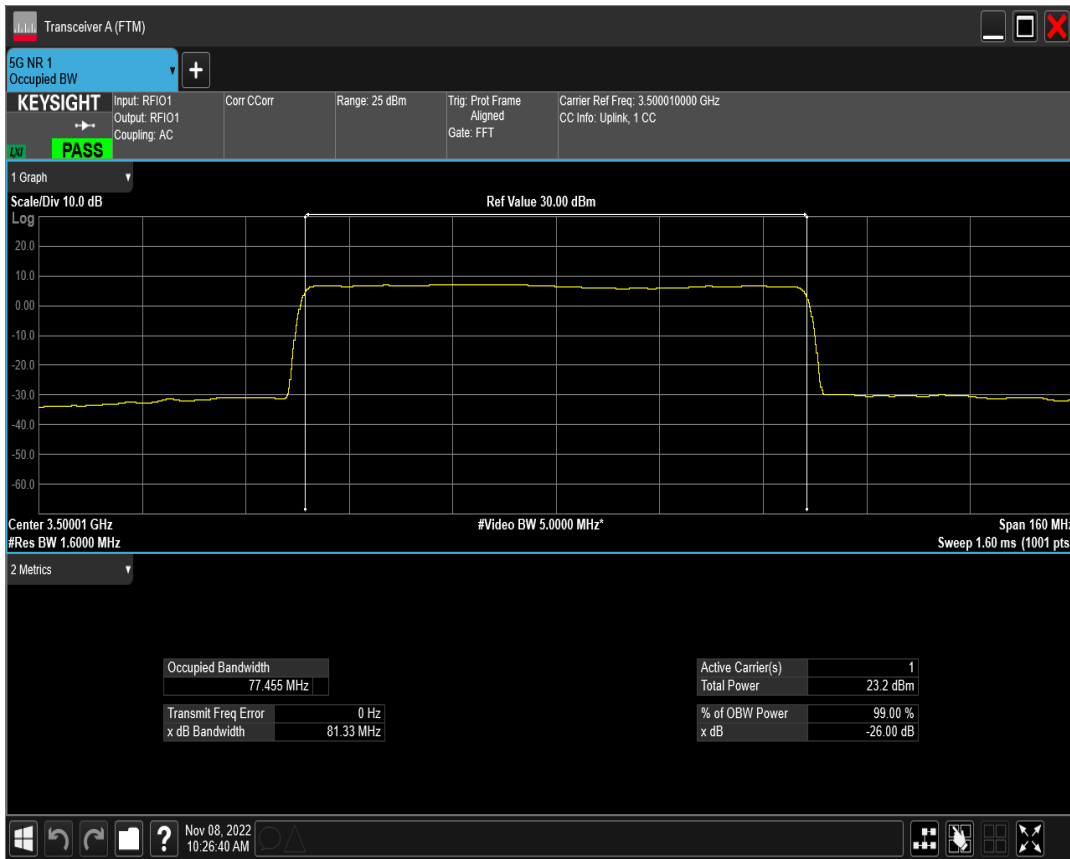 Transceiver A (FTM)
5G NR 1
Occupied BW
+
KEYSIGHT
Input: RFIO1
Output: RFIO1
Coupling: AC
Corr CCorr
Range: 25 dBm
Trig: Prot Frame
Aligned
Gate: FFT
Carrier Ref Freq: 3.500010000 GHz
CC Info: Uplink, 1 CC
LXI
PASS
1 Graph
Scale/Div 10.0 dB
Ref Value 30.00 dBm
Log
20.0
10.0
0.00
-10.0
-20.0
-30.0
-40.0
-50.0
-60.0
Center 3.50001 GHz
#Video BW 5.0000 MHz*
Span 160 MHz
#Res BW 1.6000 MHz
Sweep 1.60 ms (1001 pts
2 Metrics
Occupied Bandwidth
77.455 MHz
Transmit Freq Error 0 Hz
x dB Bandwidth 81.33 MHz
Active Carrier(s) 1
Total Power 23.2 dBm
% of OBW Power 99.00 %
x dB -26.00 dB
?
Nov 08, 2022
10:26:40 AM